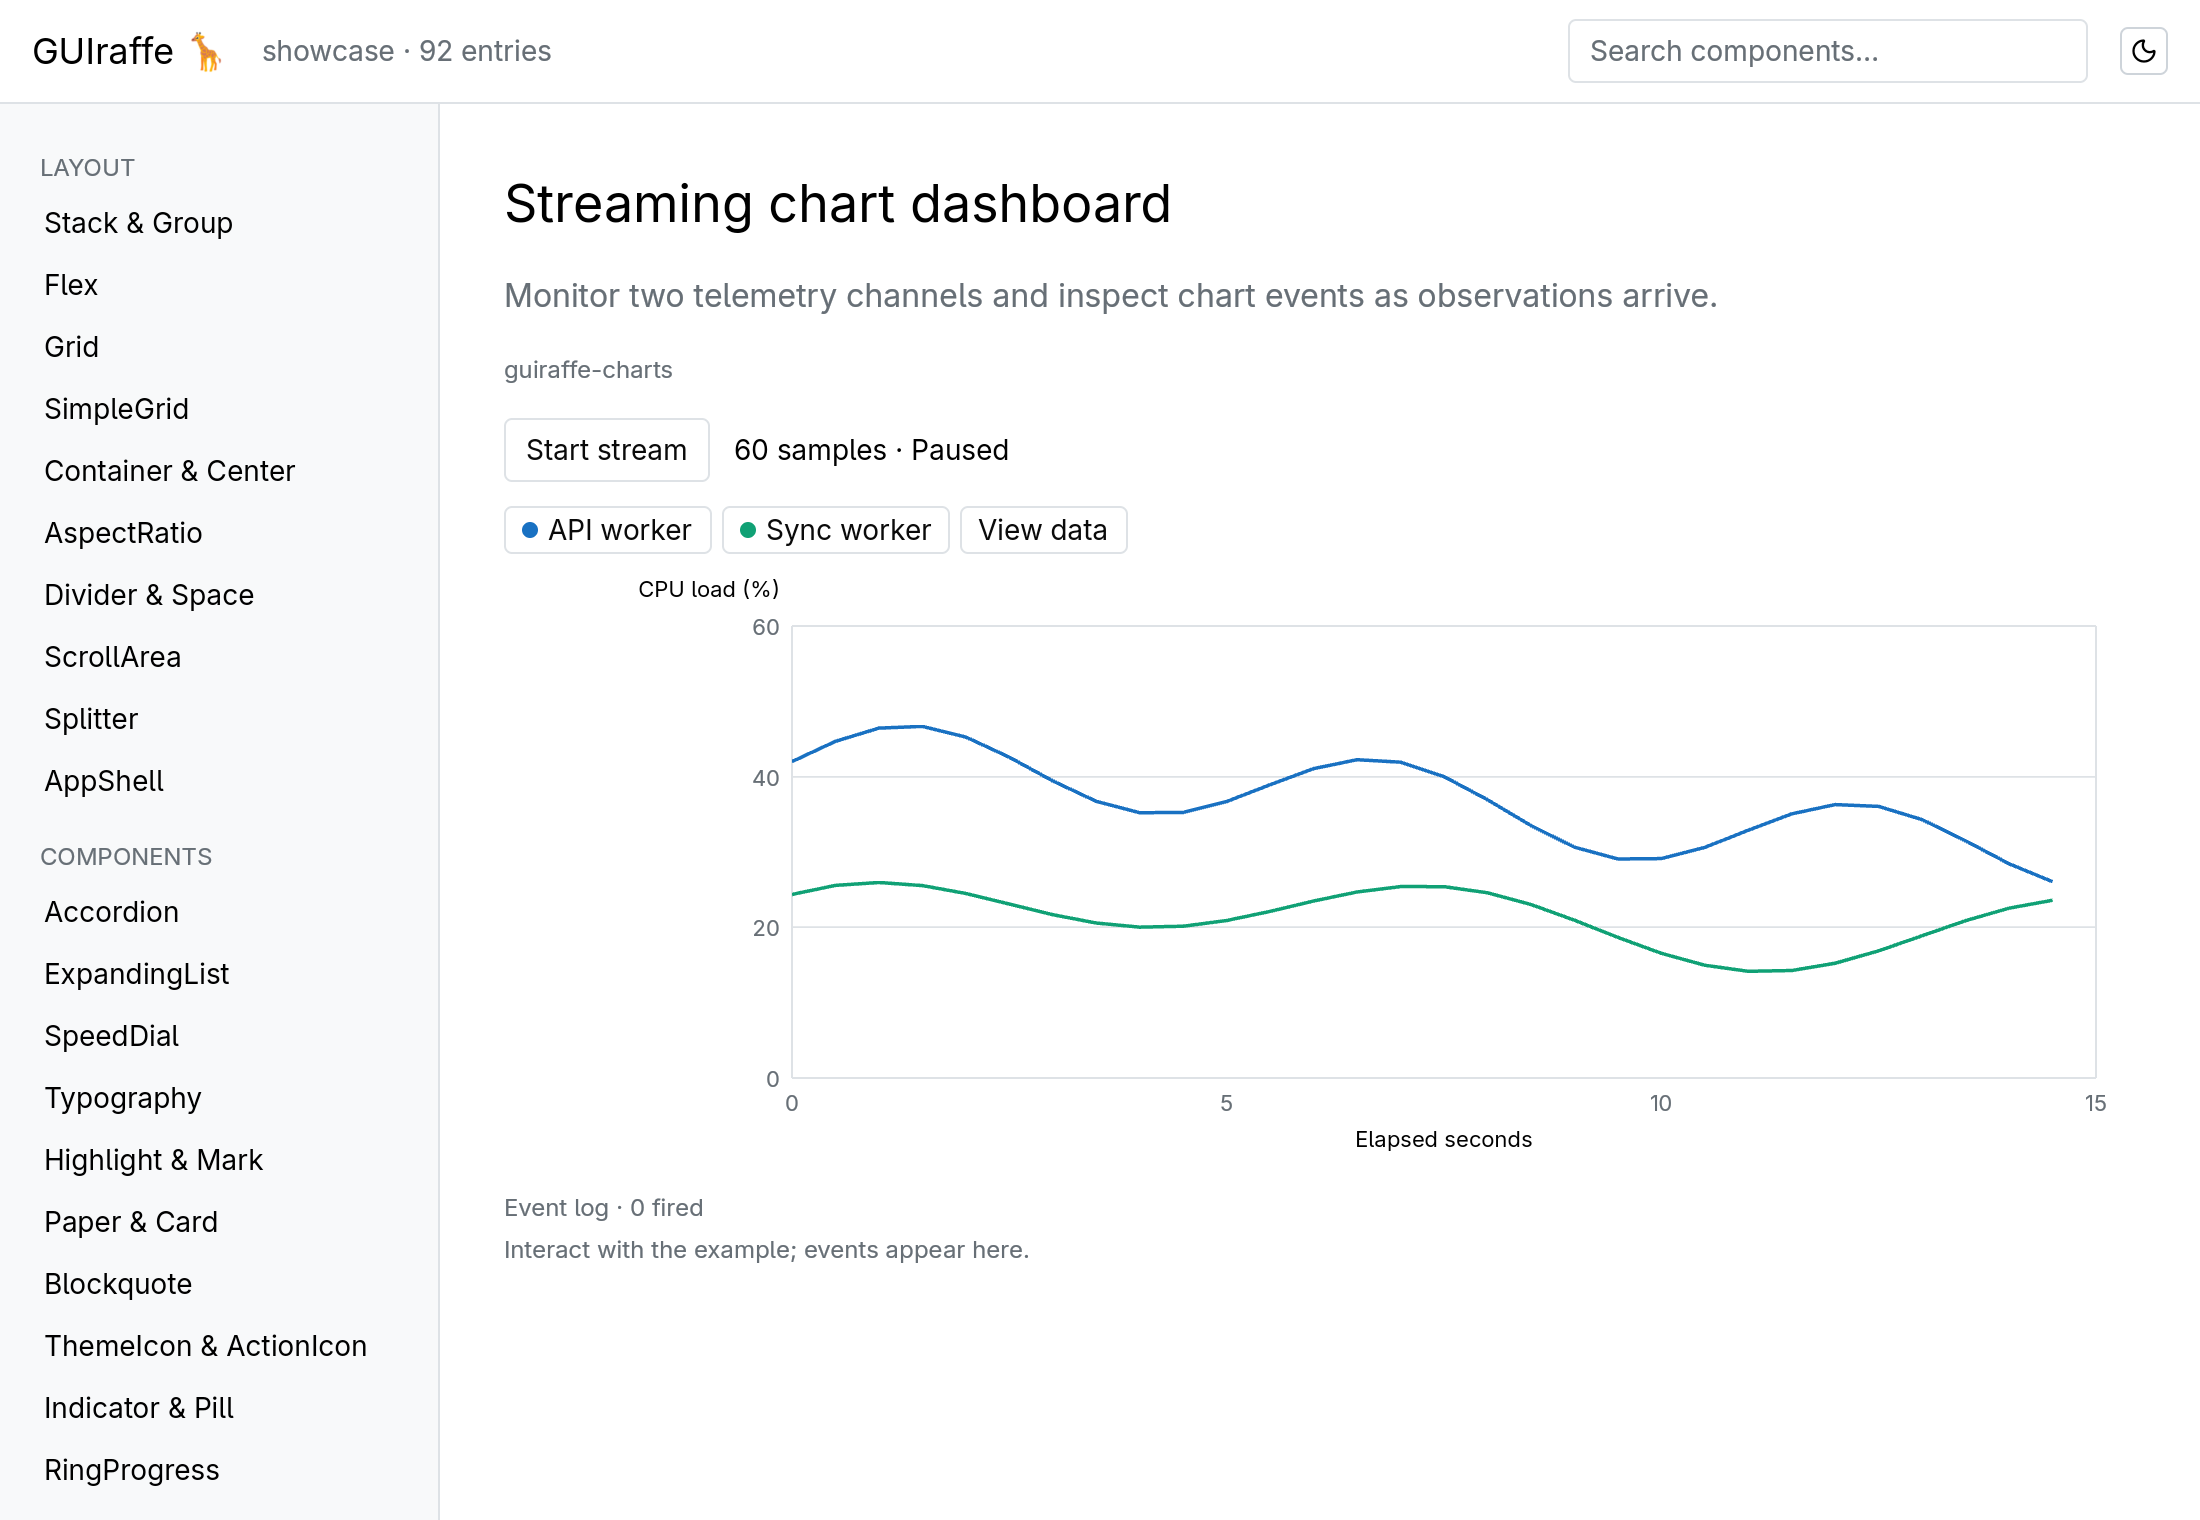 GUIraffe 🦒 showcase · 92 entries
Search components...
LAYOUT
Stack & Group
Flex
Grid
SimpleGrid
Container & Center
AspectRatio
Divider & Space
ScrollArea
Splitter
AppShell
COMPONENTS
Accordion
ExpandingList
SpeedDial
Typography
Highlight & Mark
Paper & Card
Blockquote
ThemeIcon & ActionIcon
Indicator & Pill
RingProgress
Streaming chart dashboard
Monitor two telemetry channels and inspect chart events as observations arrive.
guiraffe-charts
Start stream 60 samples · Paused
API worker Sync worker View data
CPU load (%)
60
40
20
0
0 5 10 15
Elapsed seconds
Event log · 0 fired
Interact with the example; events appear here.